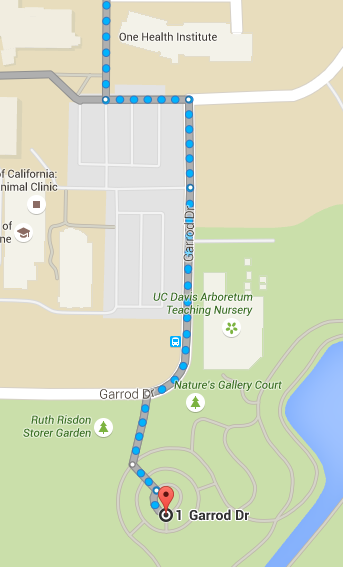 One Health Institute
of California:
nimal Clinic
of
ne
Garrod Dr
UC Davis Arboretum
Teaching Nursery
Garrod Dr
Nature's Gallery Court
Ruth Risdon
Storer Garden
1 Garrod Dr